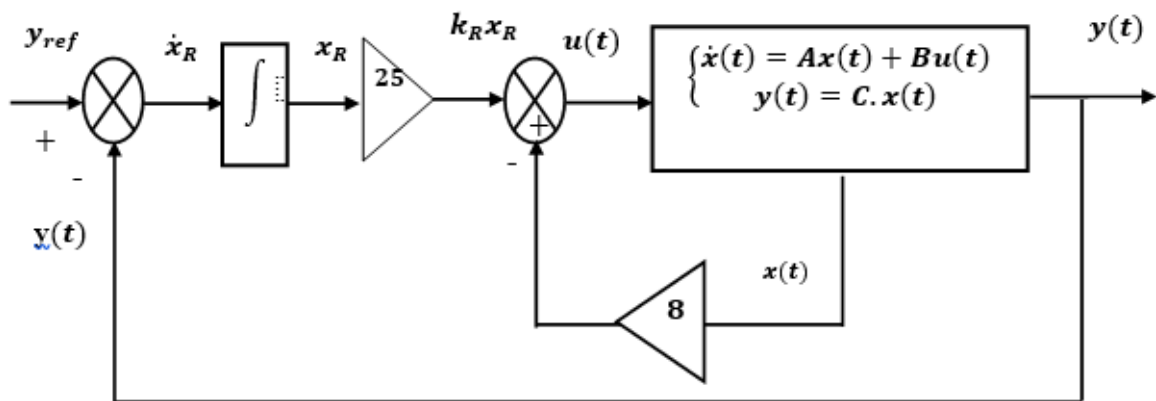 y_ref
ẋ_R
x_R
k_R x_R
u(t)
y(t)
25
∫
{ẋ(t) = Ax(t) + Bu(t)
y(t) = C.x(t)
+
-
+
-
y(t)
x(t)
8